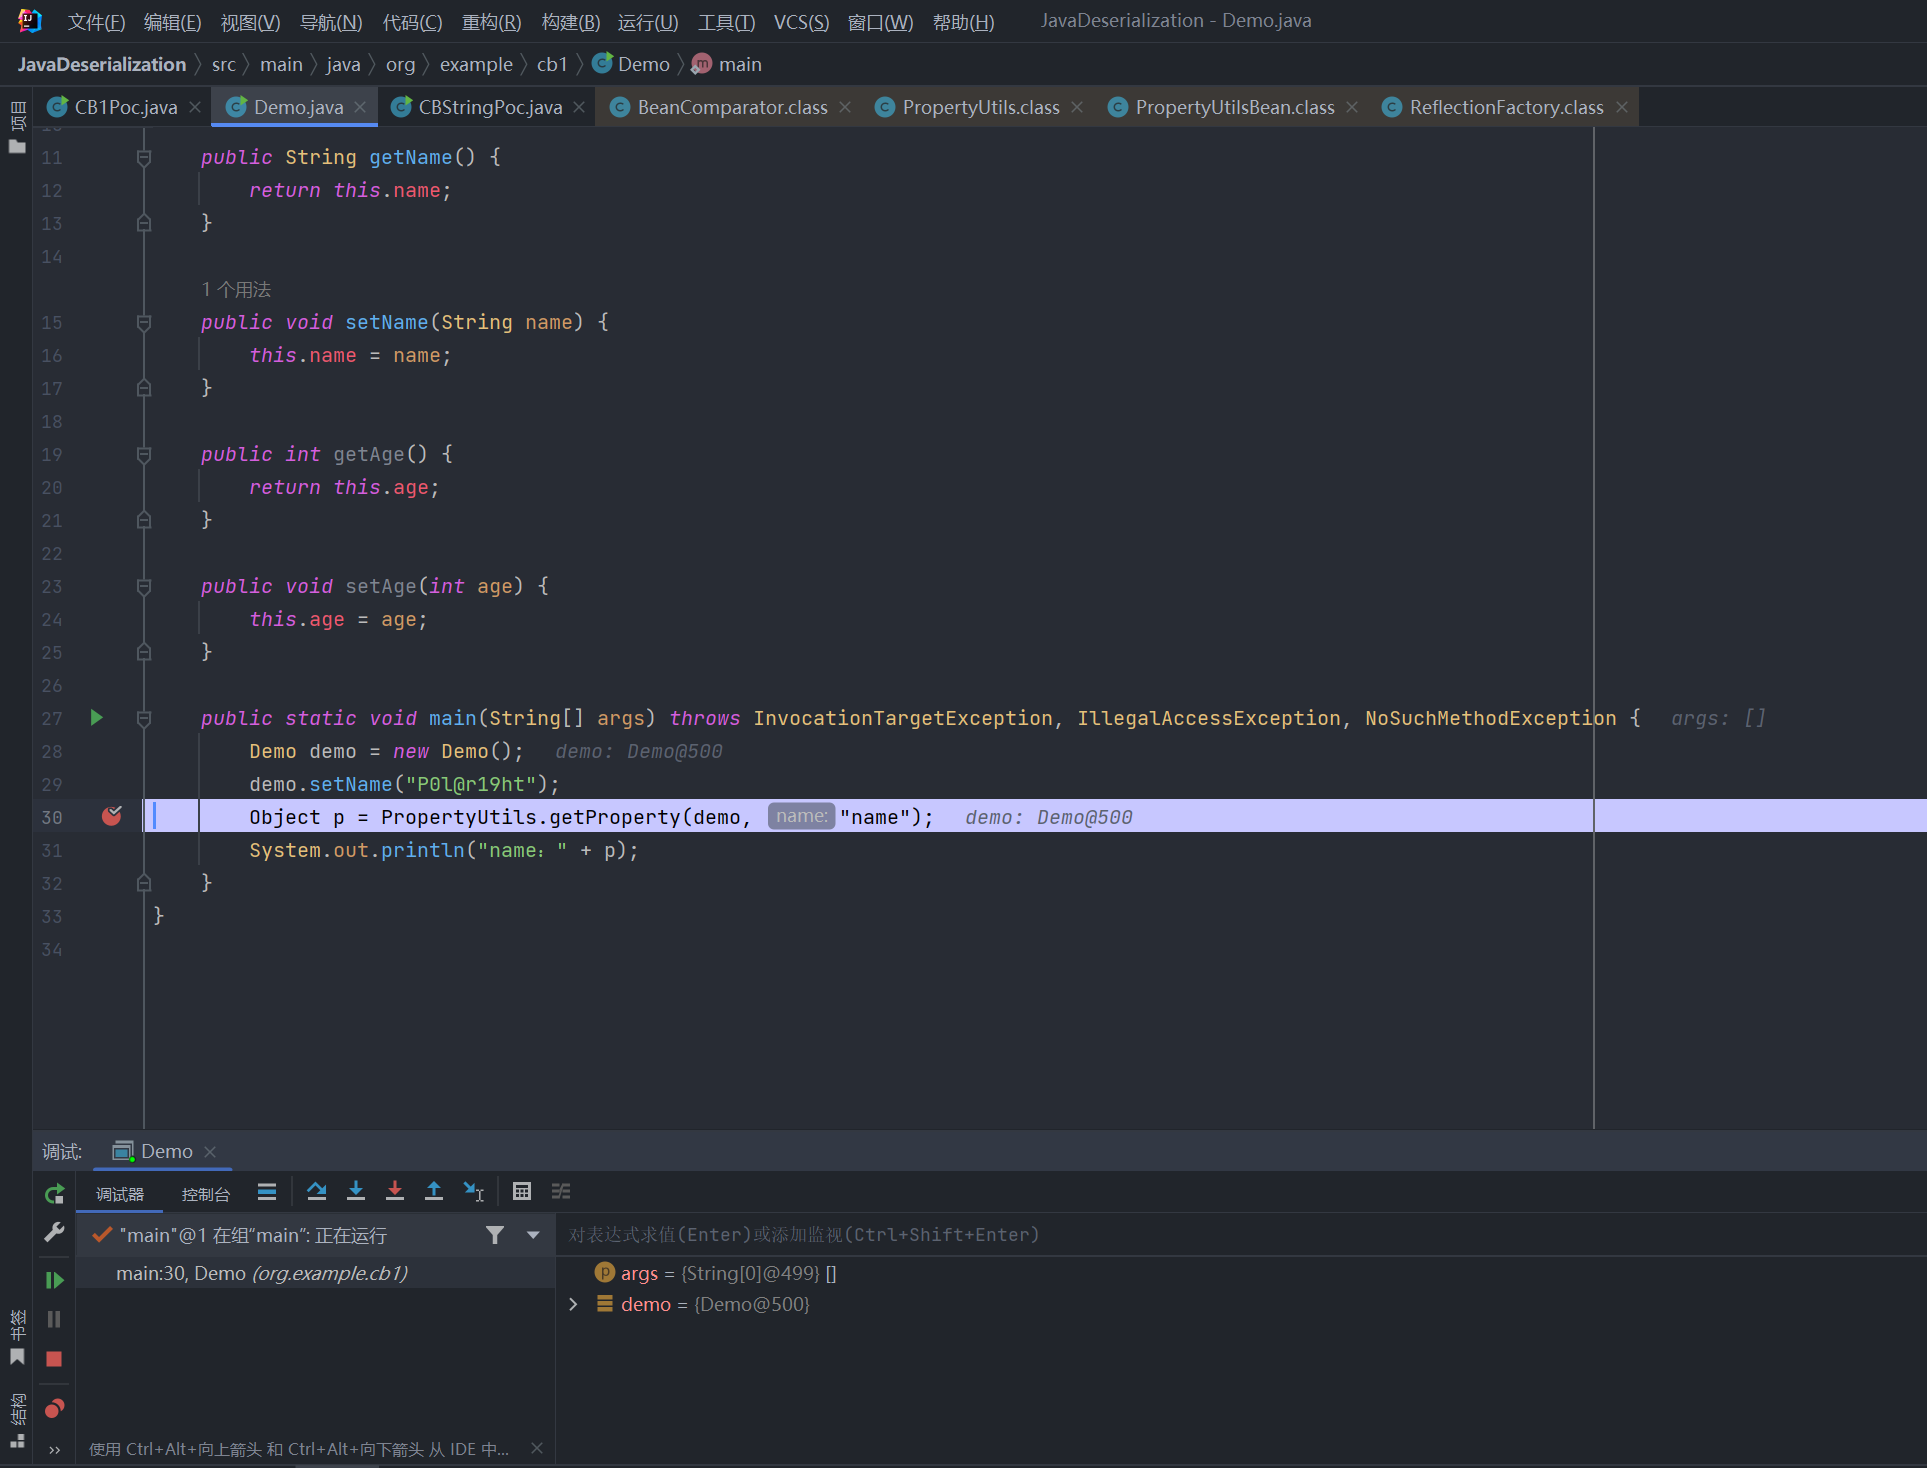 文件(F) 编辑(E) 视图(V) 导航(N) 代码(C) 重构(R) 构建(B) 运行(U) 工具(T) VCS(S) 窗口(W) 帮助(H) JavaDeserialization - Demo.java
JavaDeserialization src main java org example cb1 Demo main
CB1Poc.java Demo.java CBStringPoc.java BeanComparator.class PropertyUtils.class PropertyUtilsBean.class ReflectionFactory.class
项目
11 public String getName() {
12 return this.name;
13 }
14
1 个用法
15 public void setName(String name) {
16 this.name = name;
17 }
18
19 public int getAge() {
20 return this.age;
21 }
22
23 public void setAge(int age) {
24 this.age = age;
25 }
26
27 public static void main(String[] args) throws InvocationTargetException, IllegalAccessException, NoSuchMethodException { args: []
28 Demo demo = new Demo(); demo: Demo@500
29 demo.setName("P0l@r19ht");
30 Object p = PropertyUtils.getProperty(demo, name: "name"); demo: Demo@500
31 System.out.println("name：" + p);
32 }
33 }
34
调试: Demo
调试器 控制台
"main"@1 在组“main”: 正在运行
对表达式求值(Enter)或添加监视(Ctrl+Shift+Enter)
main:30, Demo (org.example.cb1)
args = {String[0]@499} []
demo = {Demo@500}
书签
结构
使用 Ctrl+Alt+向上箭头 和 Ctrl+Alt+向下箭头 从 IDE 中...